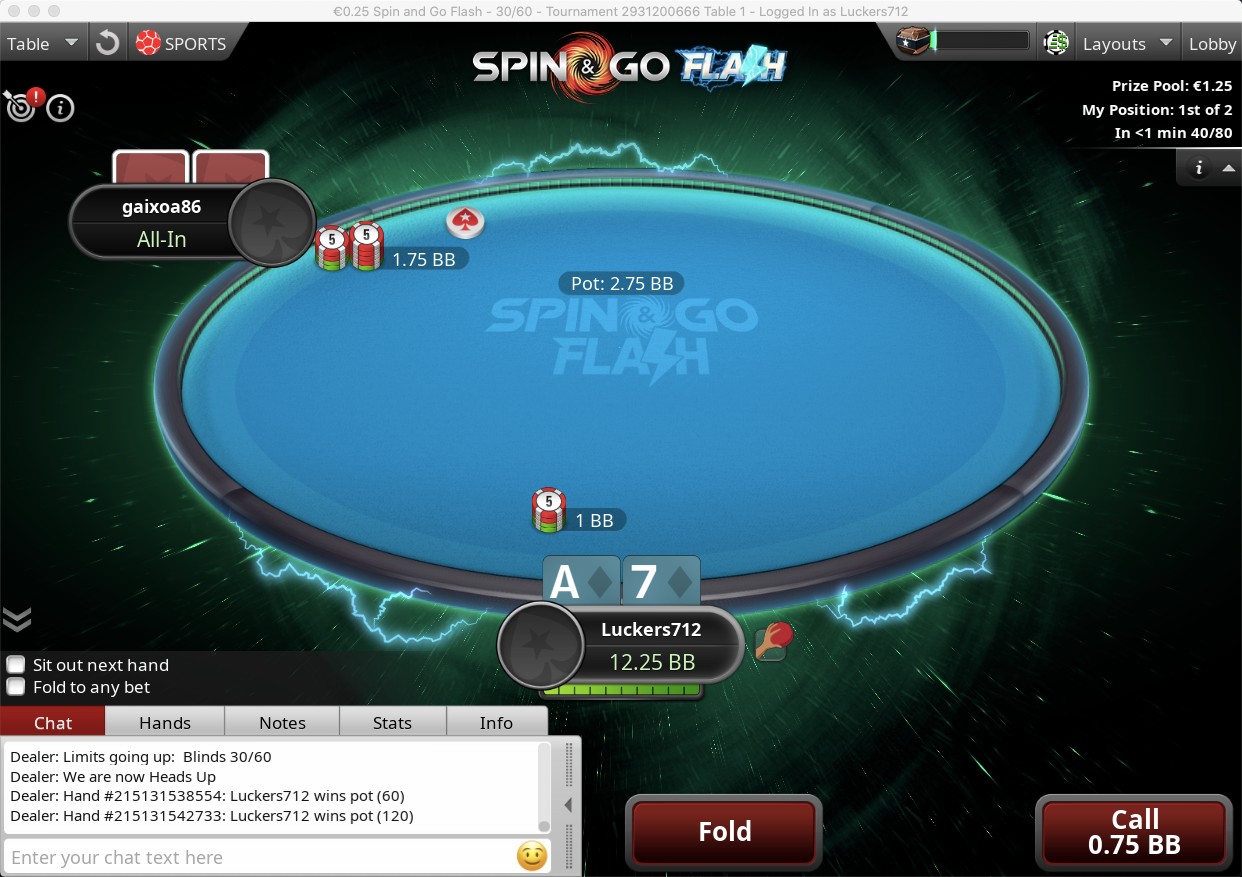 €0.25 Spin and Go Flash - 30/60 - Tournament 2931200666 Table 1 - Logged In as Luckers712
Table
SPORTS
SPIN & GO FLASH
Layouts
Lobby
Prize Pool: €1.25
My Position: 1st of 2
In <1 min 40/80
gaixoa86
All-In
5
5
1.75 BB
Pot: 2.75 BB
SPIN & GO
FLASH
5
1 BB
A
7
Luckers712
12.25 BB
Sit out next hand
Fold to any bet
Chat
Hands
Notes
Stats
Info
Dealer: Limits going up:  Blinds 30/60
Dealer: We are now Heads Up
Dealer: Hand #215131538554: Luckers712 wins pot (60)
Dealer: Hand #215131542733: Luckers712 wins pot (120)
Enter your chat text here
Fold
Call
0.75 BB